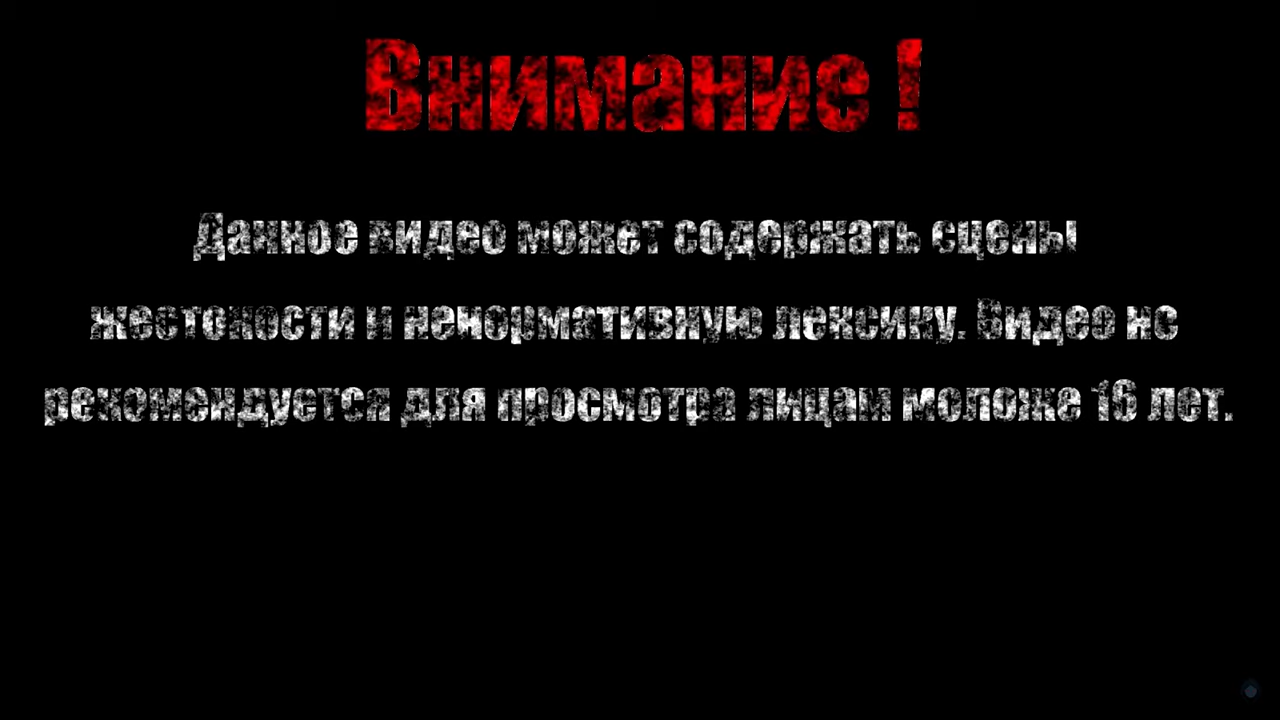 Внимание !
Данное видео может содержать сцены
жестокости и ненормативную лексику. Видео не
рекомендуется для просмотра лицам моложе 16 лет.